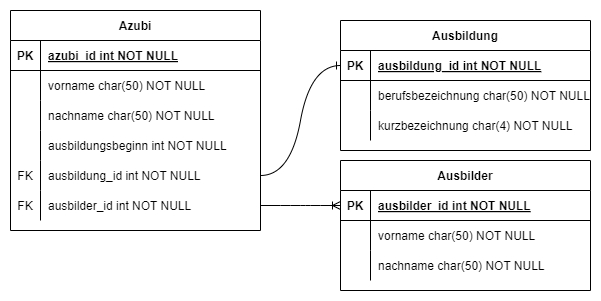 Azubi
PK azubi_id int NOT NULL
vorname char(50) NOT NULL
nachname char(50) NOT NULL
ausbildungsbeginn int NOT NULL
FK ausbildung_id int NOT NULL
FK ausbilder_id int NOT NULL
Ausbildung
PK ausbildung_id int NOT NULL
berufsbezeichnung char(50) NOT NULL
kurzbezeichnung char(4) NOT NULL
Ausbilder
PK ausbilder_id int NOT NULL
vorname char(50) NOT NULL
nachname char(50) NOT NULL